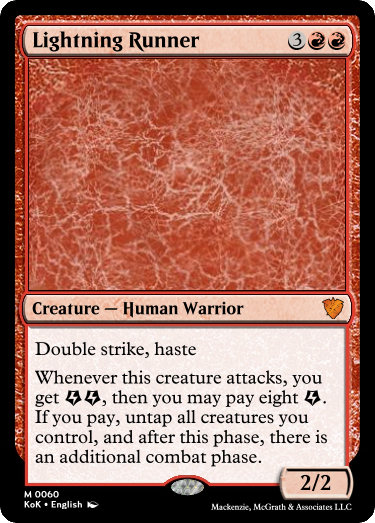 Lightning Runner 3
Creature — Human Warrior
Double strike, haste
Whenever this creature attacks, you
get , then you may pay eight .
If you pay, untap all creatures you
control, and after this phase, there is
an additional combat phase.
2/2
M 0060
KoK • English
Mackenzie, McGrath & Associates LLC